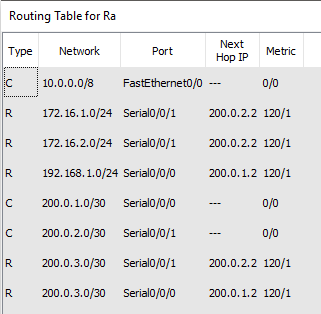 Routing Table for Ra
Type Network Port Next Hop IP Metric
C 10.0.0.0/8 FastEthernet0/0 --- 0/0
R 172.16.1.0/24 Serial0/0/1 200.0.2.2 120/1
R 172.16.2.0/24 Serial0/0/1 200.0.2.2 120/1
R 192.168.1.0/24 Serial0/0/0 200.0.1.2 120/1
C 200.0.1.0/30 Serial0/0/0 --- 0/0
C 200.0.2.0/30 Serial0/0/1 --- 0/0
R 200.0.3.0/30 Serial0/0/1 200.0.2.2 120/1
R 200.0.3.0/30 Serial0/0/0 200.0.1.2 120/1